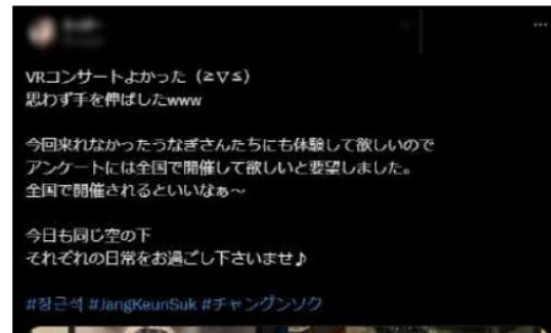 VRコンサートよかった（≧∇≦）
思わず手を伸ばしたwww
今回来れなかったうなぎさんたちにも体験して欲しいので
アンケートには全国で開催して欲しいと要望しました。
全国で開催されるといいなぁ～
今日も同じ空の下
それぞれの日常をお過ごし下さいませ♪
#장근석 #JangKeunSuk #チャングンソク